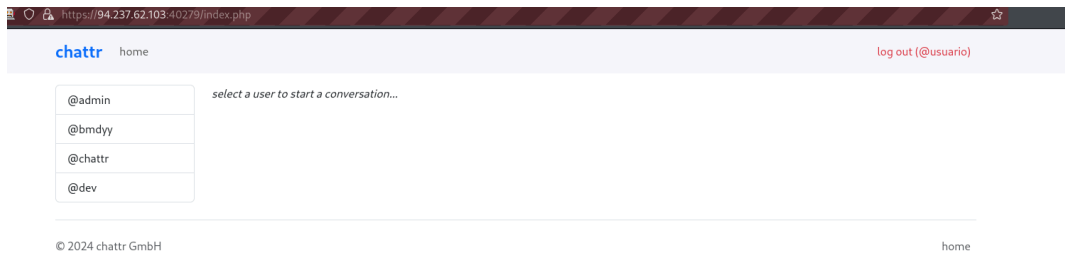 https://94.237.62.103:40279/index.php
chattr home log out (@usuario)
@admin
select a user to start a conversation...
@bmdyy
@chattr
@dev
© 2024 chattr GmbH home